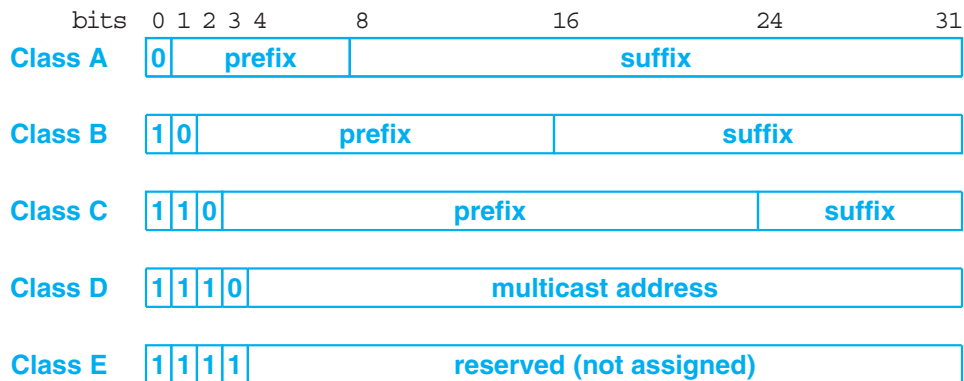 bits 0 1 2 3 4 8 16 24 31
Class A 0 prefix suffix
Class B 1 0 prefix suffix
Class C 1 1 0 prefix suffix
Class D 1 1 1 0 multicast address
Class E 1 1 1 1 reserved (not assigned)